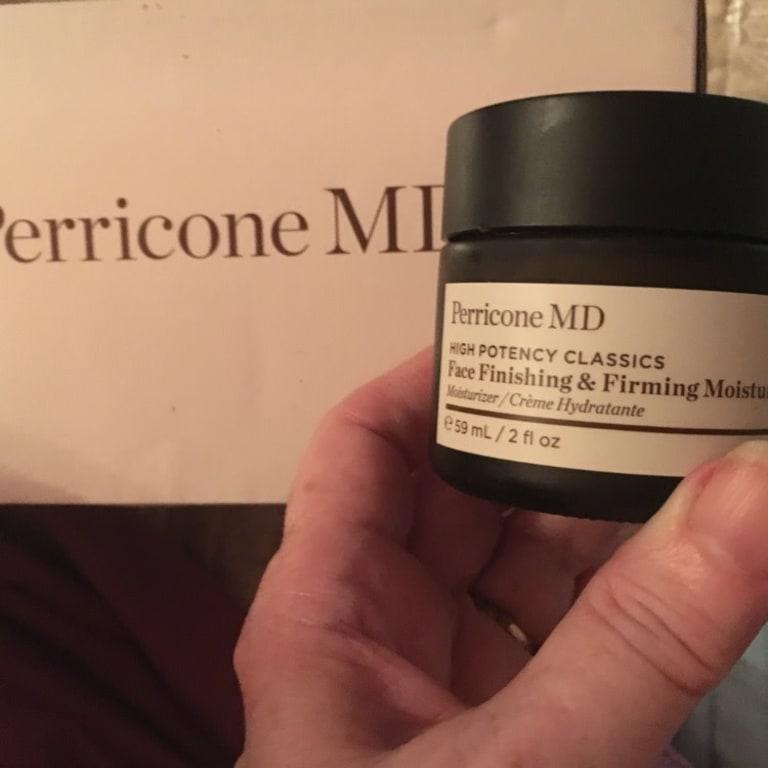 Perricone MD
Perricone MD
HIGH POTENCY CLASSICS
Face Finishing & Firming
Moisturizer/Crème Hydratante
℮ 59 mL / 2 fl oz